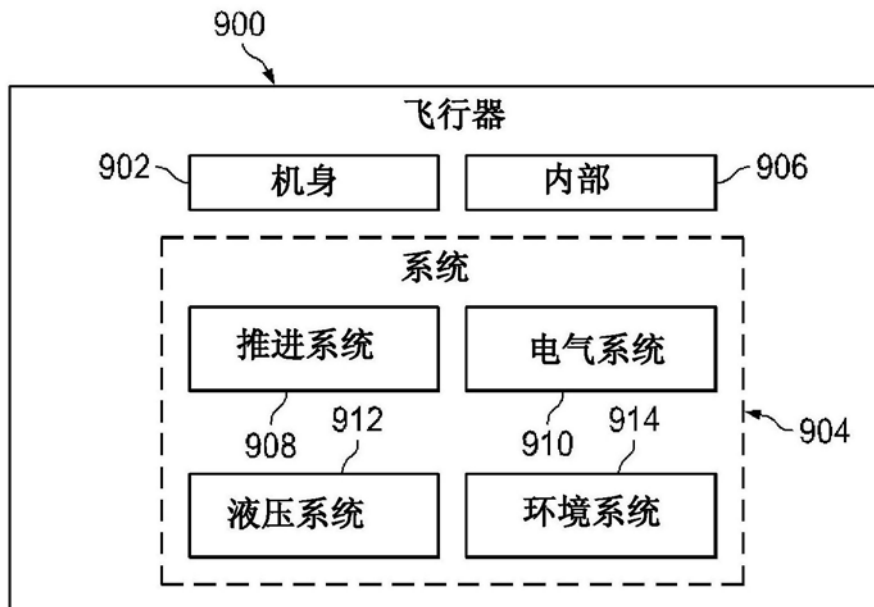 900
飞行器
902 机身 内部 906
系统
推进系统 电气系统
908 912 910 914 904
液压系统 环境系统